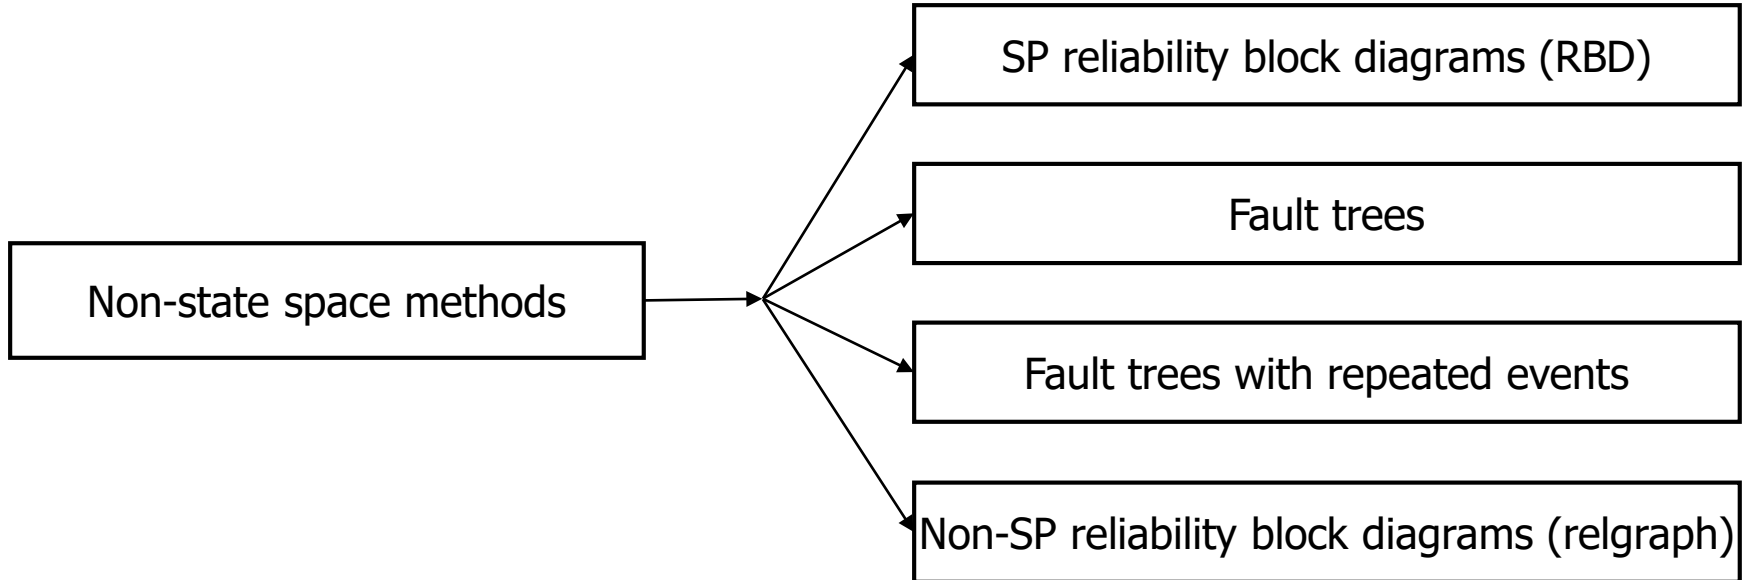 SP reliability block diagrams (RBD)
Fault trees
Non-state space methods
Fault trees with repeated events
Non-SP reliability block diagrams (relgraph)